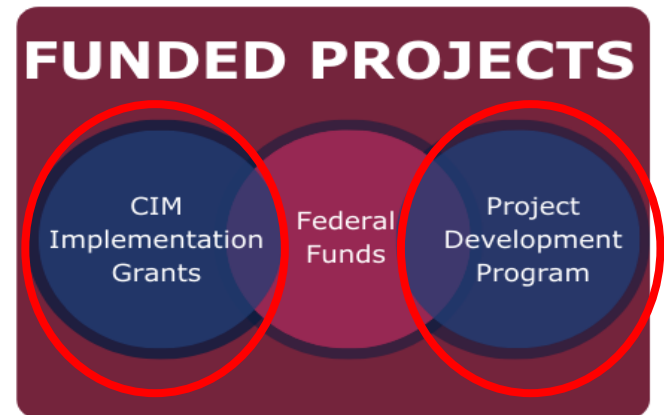 FUNDED PROJECTS
CIM
Implementation
Grants
Federal
Funds
Project
Development
Program